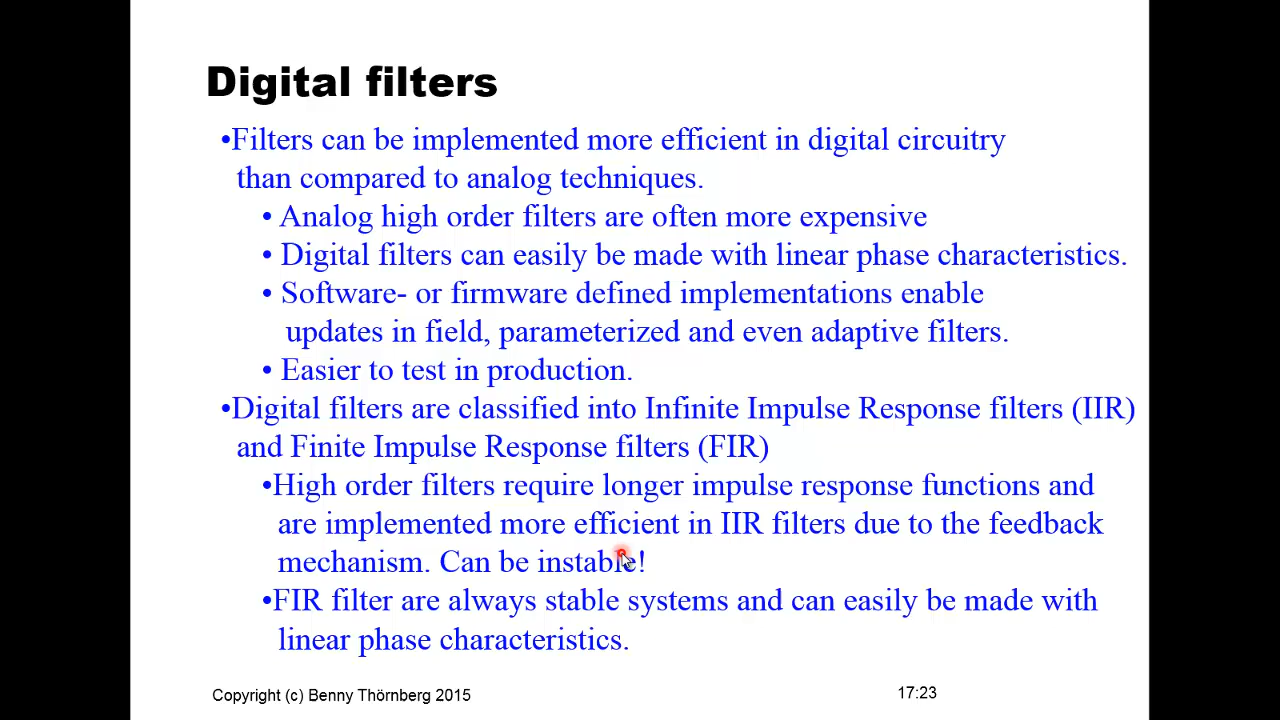 Digital filters
•Filters can be implemented more efficient in digital circuitry
than compared to analog techniques.
• Analog high order filters are often more expensive
• Digital filters can easily be made with linear phase characteristics.
• Software- or firmware defined implementations enable
updates in field, parameterized and even adaptive filters.
• Easier to test in production.
•Digital filters are classified into Infinite Impulse Response filters (IIR)
and Finite Impulse Response filters (FIR)
•High order filters require longer impulse response functions and
are implemented more efficient in IIR filters due to the feedback
mechanism. Can be instable!
•FIR filter are always stable systems and can easily be made with
linear phase characteristics.
Copyright (c) Benny Thörnberg 2015
17:23